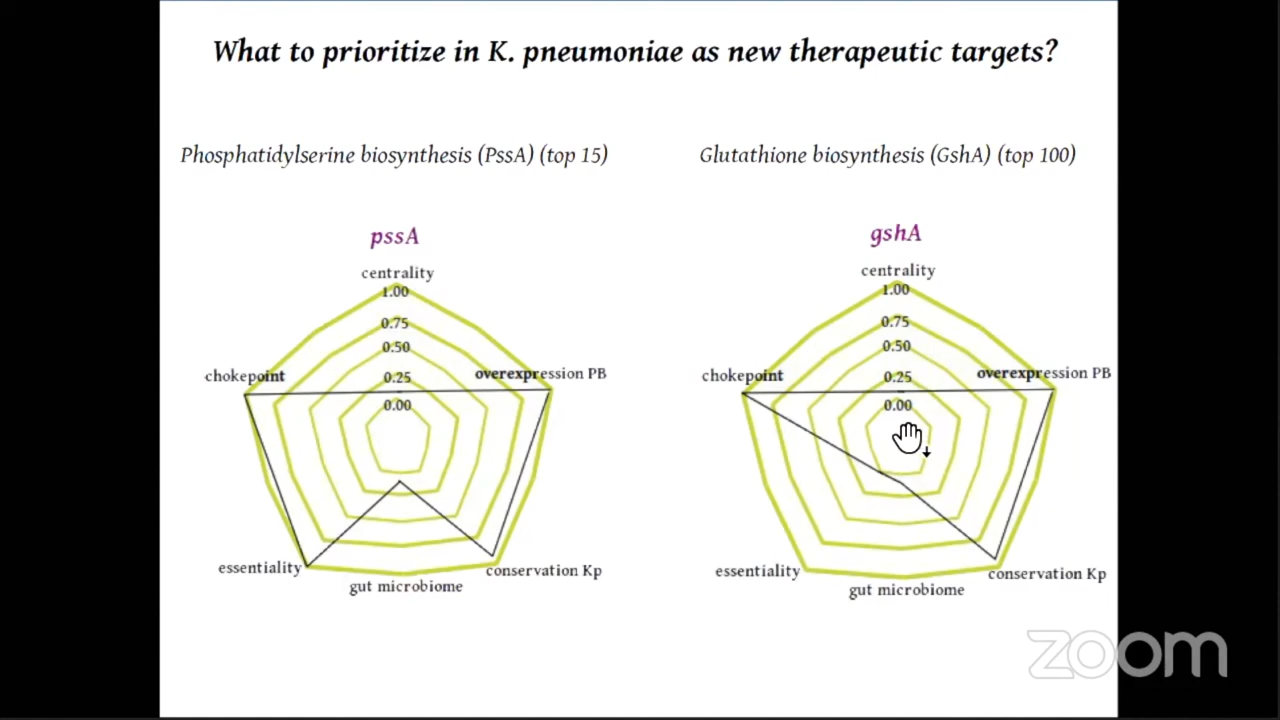 What to prioritize in K. pneumoniae as new therapeutic targets?
Phosphatidylserine biosynthesis (PssA) (top 15)
pssA
centrality
1.00
0.75
0.50
0.25
0.00
chokepoint
overexpression PB
essentiality
gut microbiome
conservation Kp
Glutathione biosynthesis (GshA) (top 100)
gshA
centrality
1.00
0.75
0.50
0.25
0.00
chokepoint
overexpression PB
essentiality
gut microbiome
conservation Kp
zoom